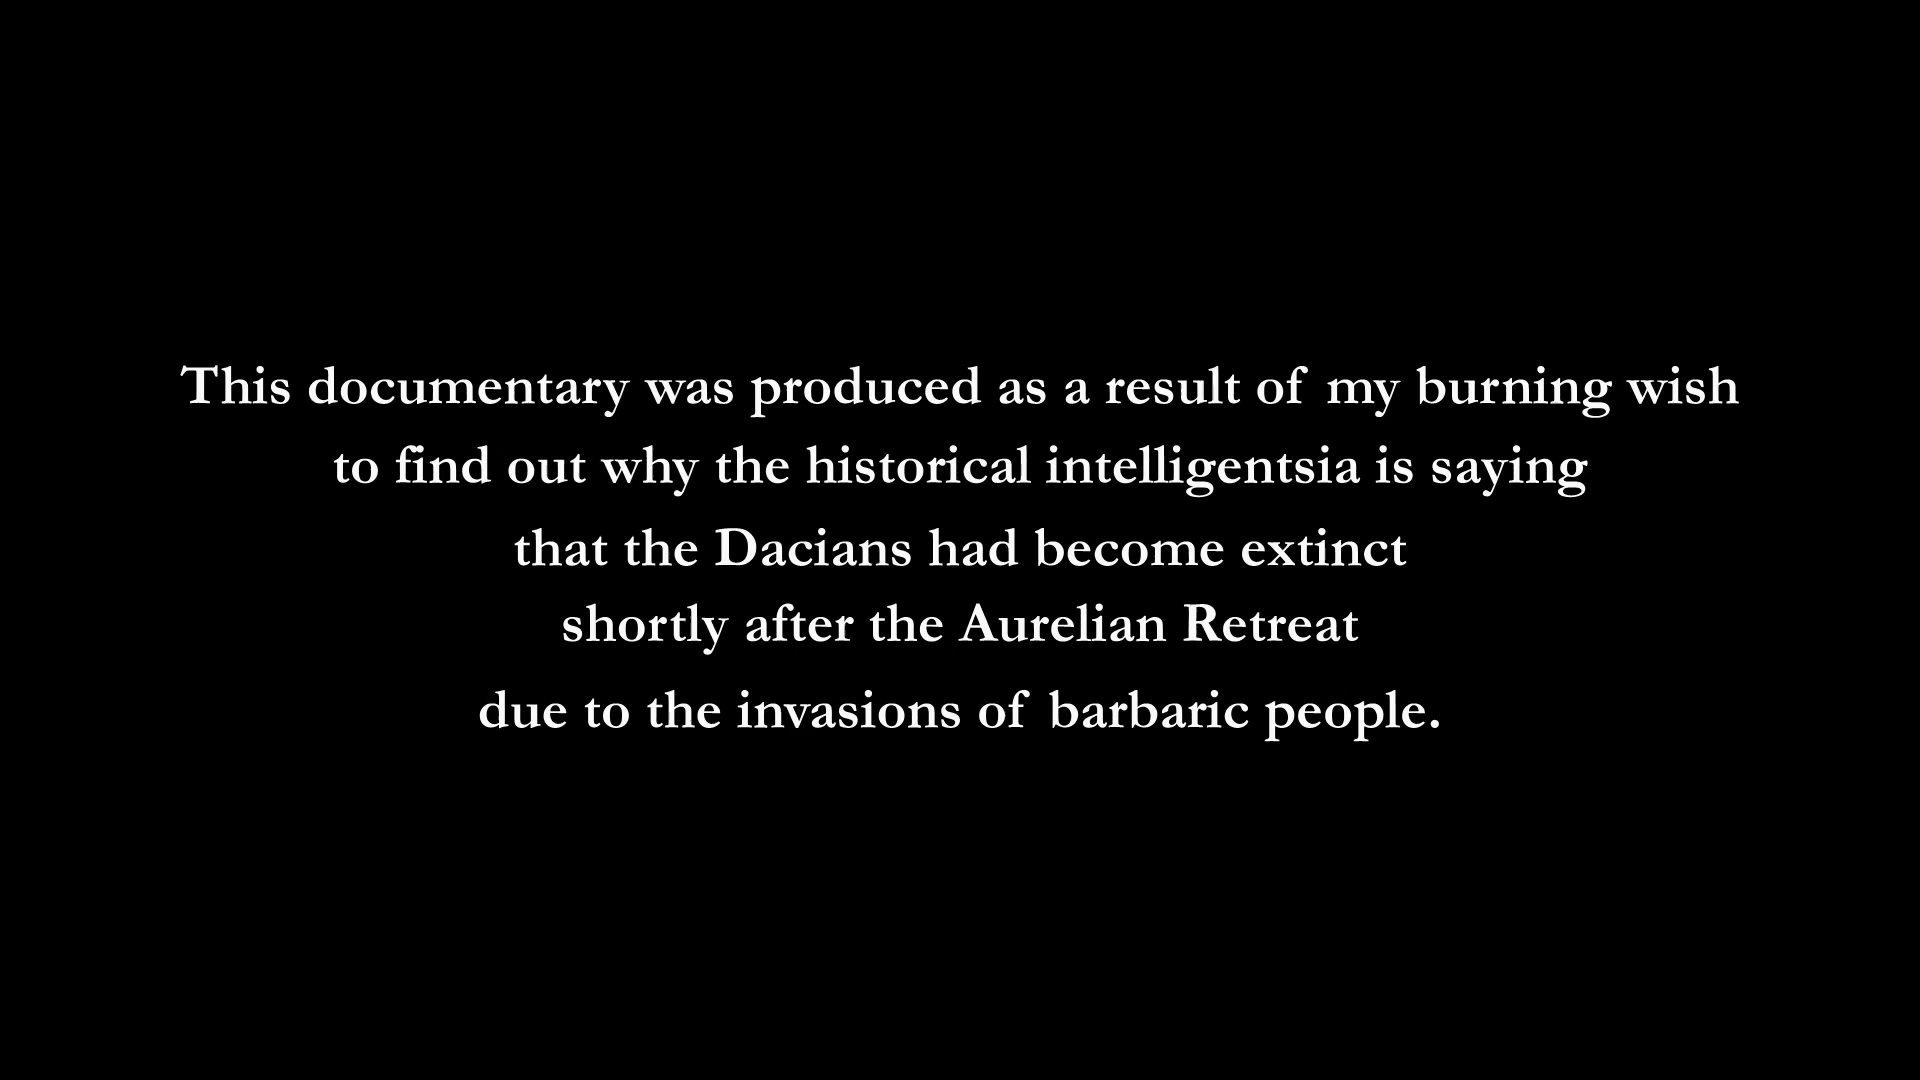 This documentary was produced as a result of my burning wish
to find out why the historical intelligentsia is saying
that the Dacians had become extinct
shortly after the Aurelian Retreat
due to the invasions of barbaric people.